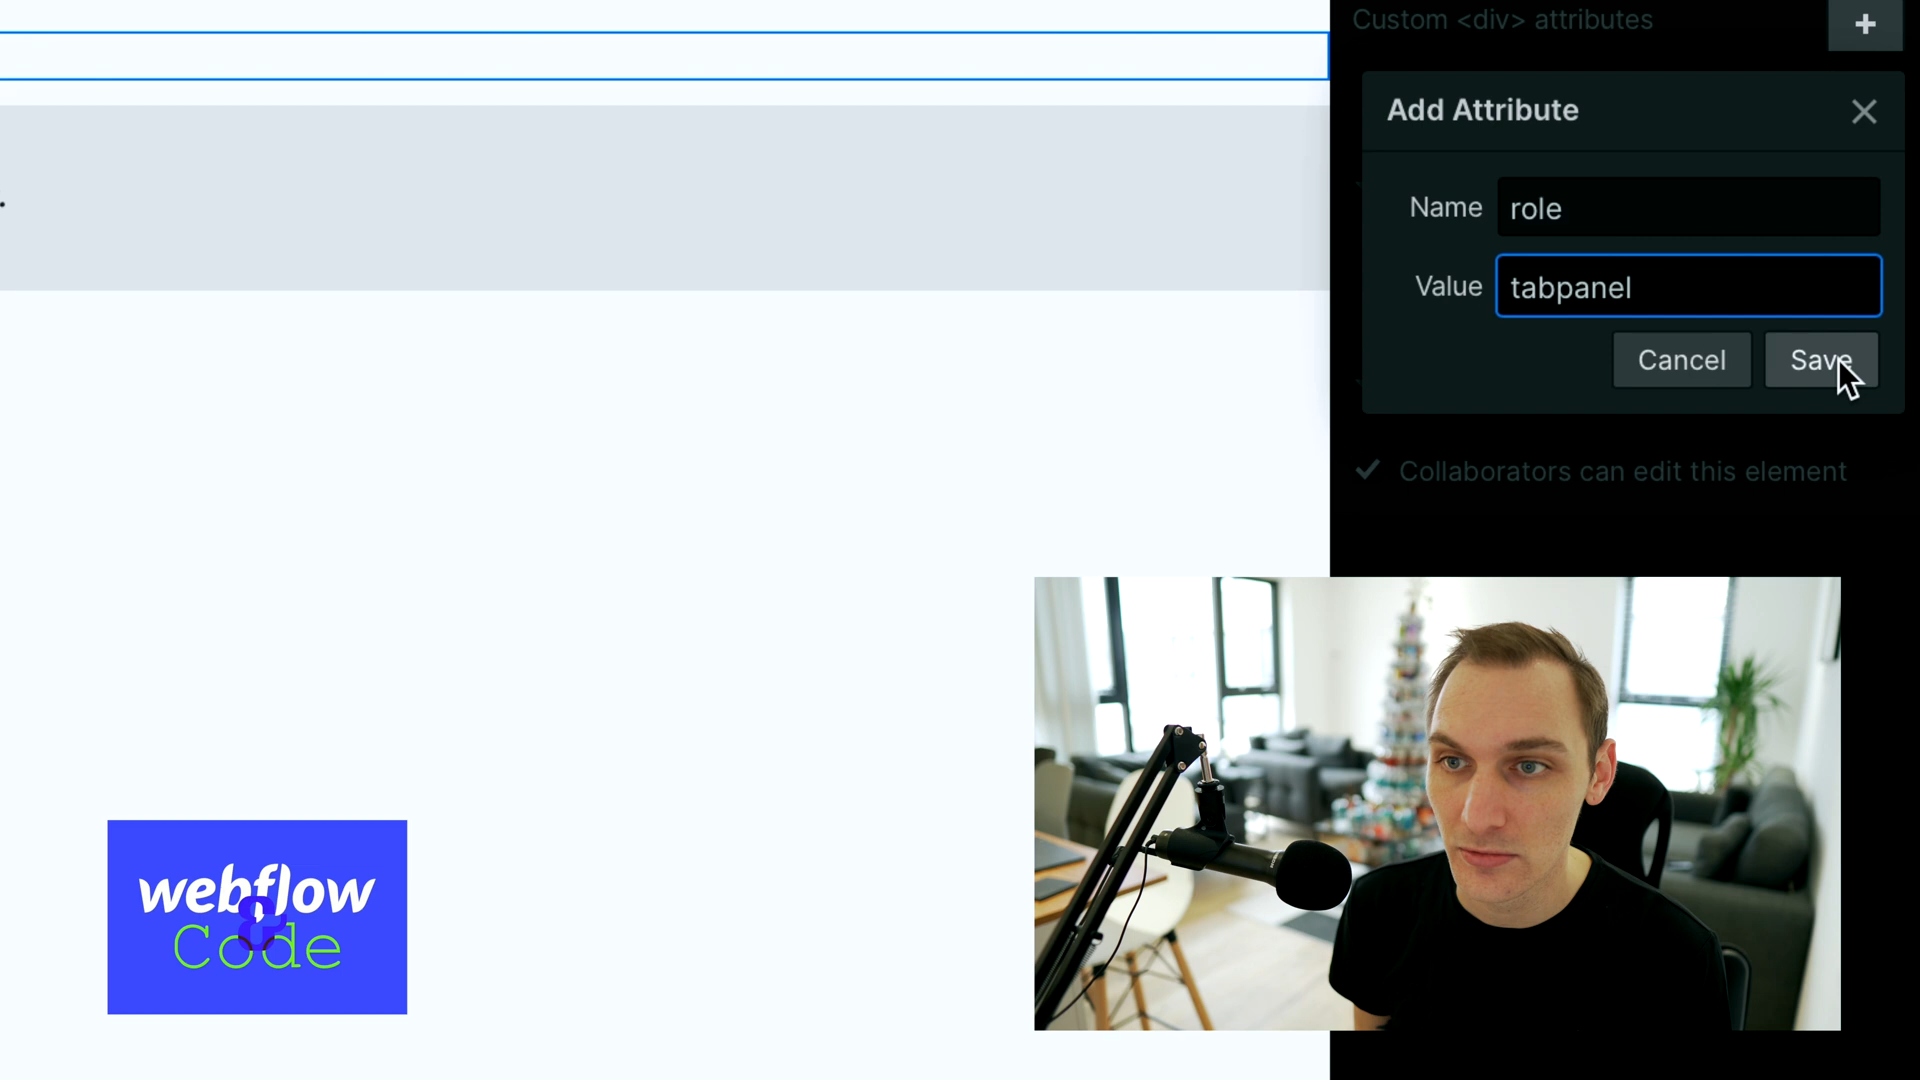 Custom <div> attributes
+
Add Attribute
Name role
Value tabpanel
Cancel Save
Collaborators can edit this element
webflow
&
Code